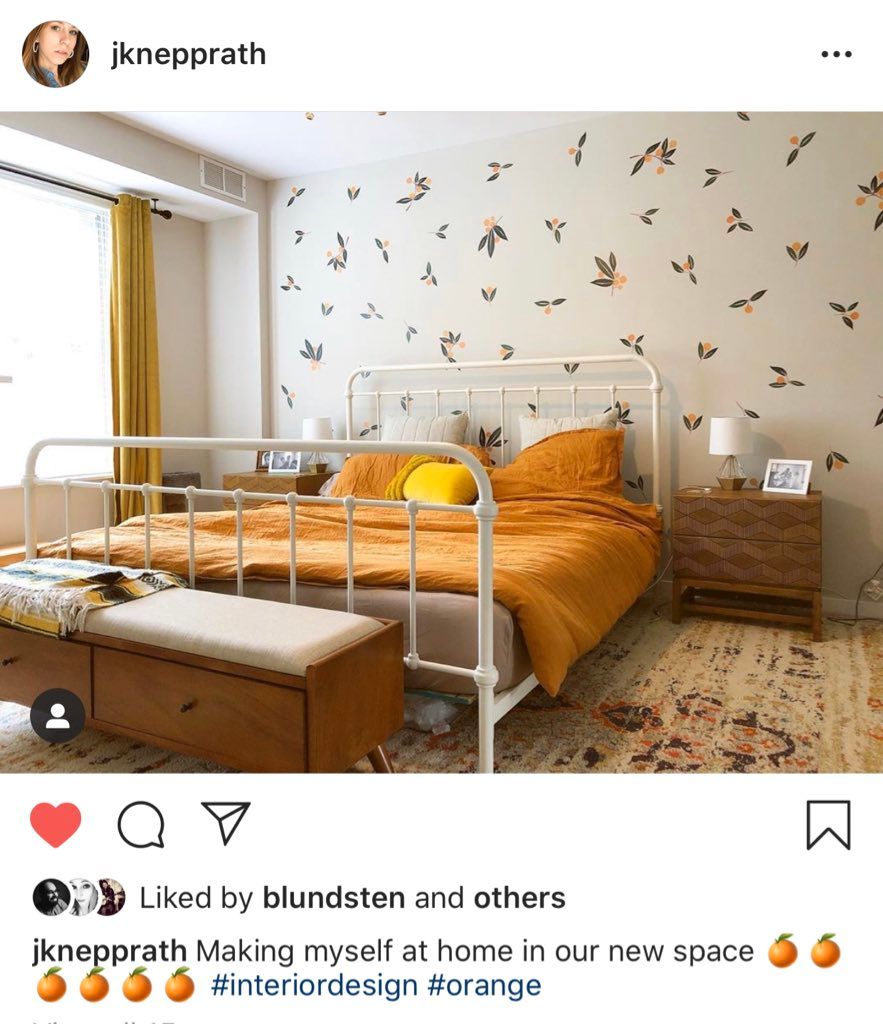 jknepprath
Liked by blundsten and others
jknepprath Making myself at home in our new space 🍊 🍊
🍊 🍊 🍊 🍊 #interiordesign #orange